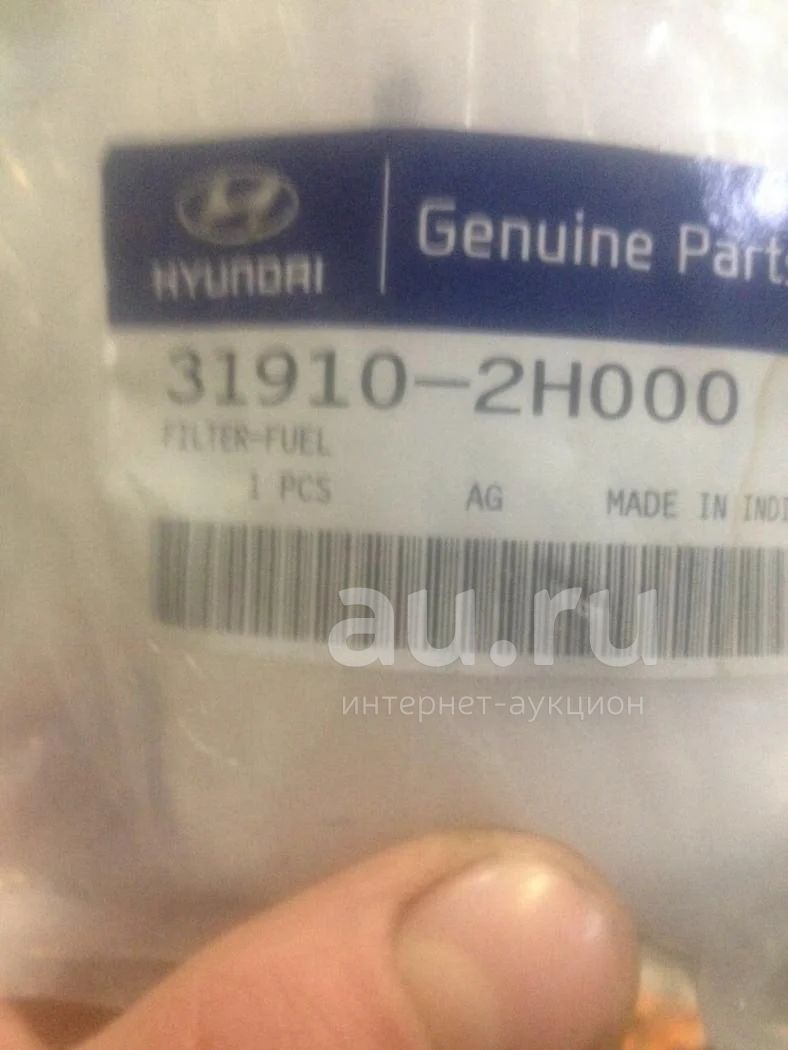 HYUNDAI
Genuine Parts
31910-2H000
FILTER-FUEL
1 PCS AG MADE IN INDI
au.ru
интернет-аукцион